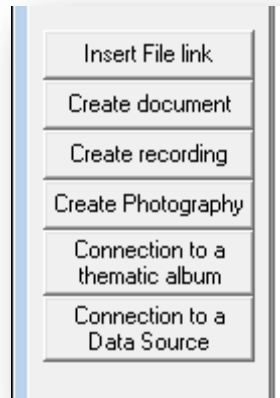 Insert File link
Create document
Create recording
Create Photography
Connection to a
thematic album
Connection to a
Data Source